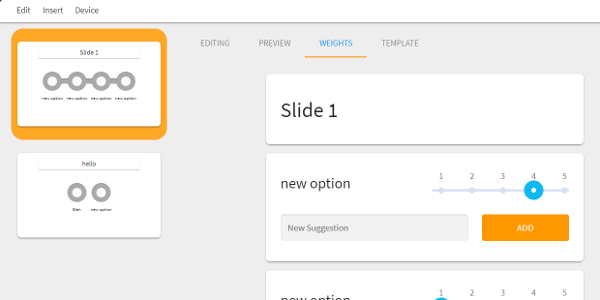 Edit Insert Device
EDITING PREVIEW WEIGHTS TEMPLATE
Slide 1
new option new option new option new option
hello
new option
Slide 1
new option
1 2 3 4 5
New Suggestion
ADD
new option
1 2 3 4 5